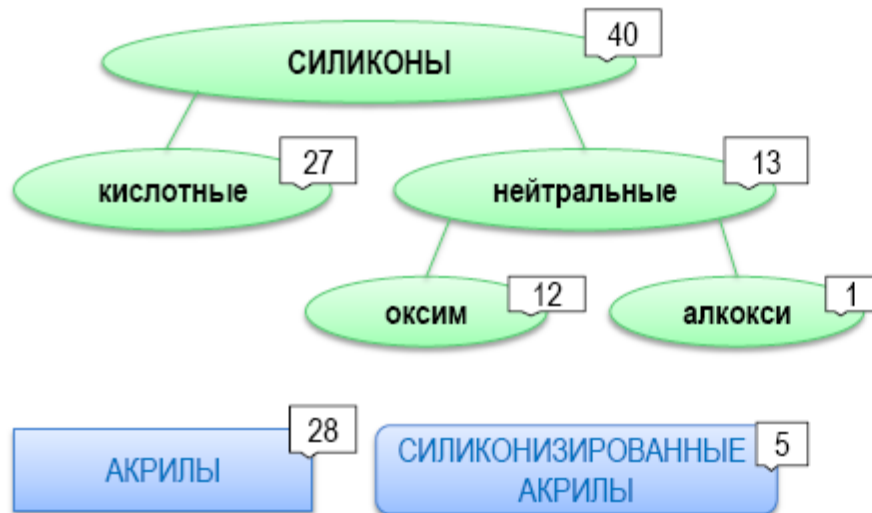 40
СИЛИКОНЫ
27
13
кислотные
нейтральные
12
1
оксим
алкокси
28
5
АКРИЛЫ
СИЛИКОНИЗИРОВАННЫЕ
АКРИЛЫ